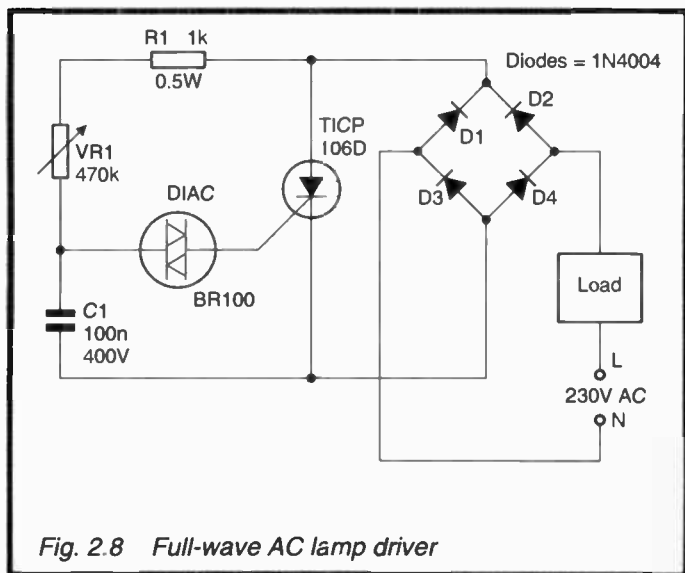 R1 1k
0.5W
Diodes = 1N4004
D1
D2
TICP
106D
VR1
470k
DIAC
D3
D4
BR100
Load
C1
100n
400V
L
230V AC
N
Fig. 2.8 Full-wave AC lamp driver